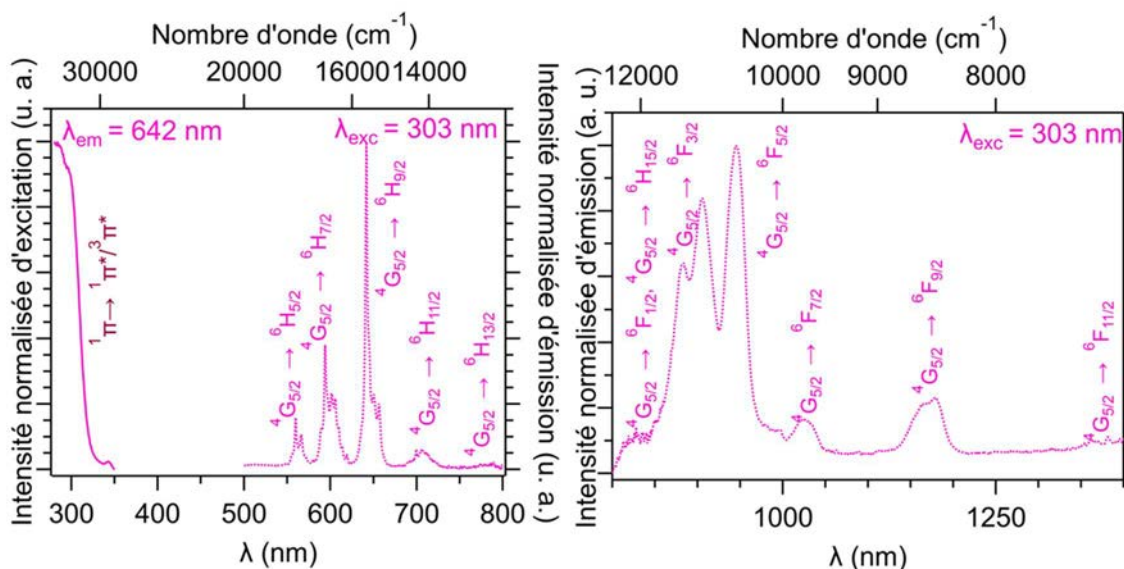 Nombre d'onde (cm⁻¹)
30000 20000 16000 14000
Intensité normalisée d'excitation (u. a.)
λem = 642 nm
λexc = 303 nm
¹π→ ¹π*/³π*
⁴G5/2 → ⁶H5/2
⁴G5/2 → ⁶H7/2
⁴G5/2 → ⁶H9/2
⁴G5/2 → ⁶H11/2
⁴G5/2 → ⁶H13/2
Intensité normalisée d'émission (u. a.)
300 400 500 600 700 800
λ (nm)
Nombre d'onde (cm⁻¹)
12000 10000 9000 8000
Intensité normalisée d'émission (a. u.)
λexc = 303 nm
⁴G5/2 → ⁶F1/2, ⁴G5/2 → ⁶H15/2
⁴G5/2 → ⁶F3/2
⁴G5/2 → ⁶F5/2
⁴G5/2 → ⁶F7/2
⁴G5/2 → ⁶F9/2
⁴G5/2 → ⁶F11/2
1000 1250
λ (nm)